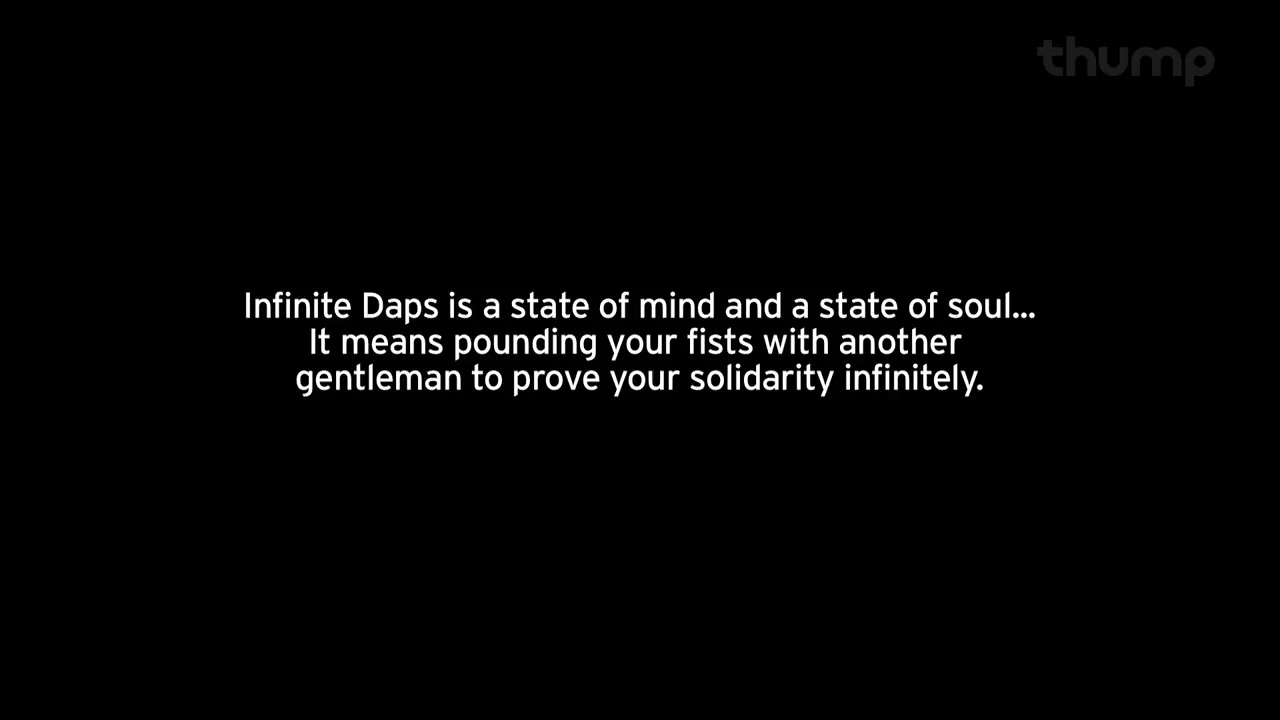 thump
Infinite Daps is a state of mind and a state of soul...
It means pounding your fists with another
gentleman to prove your solidarity infinitely.